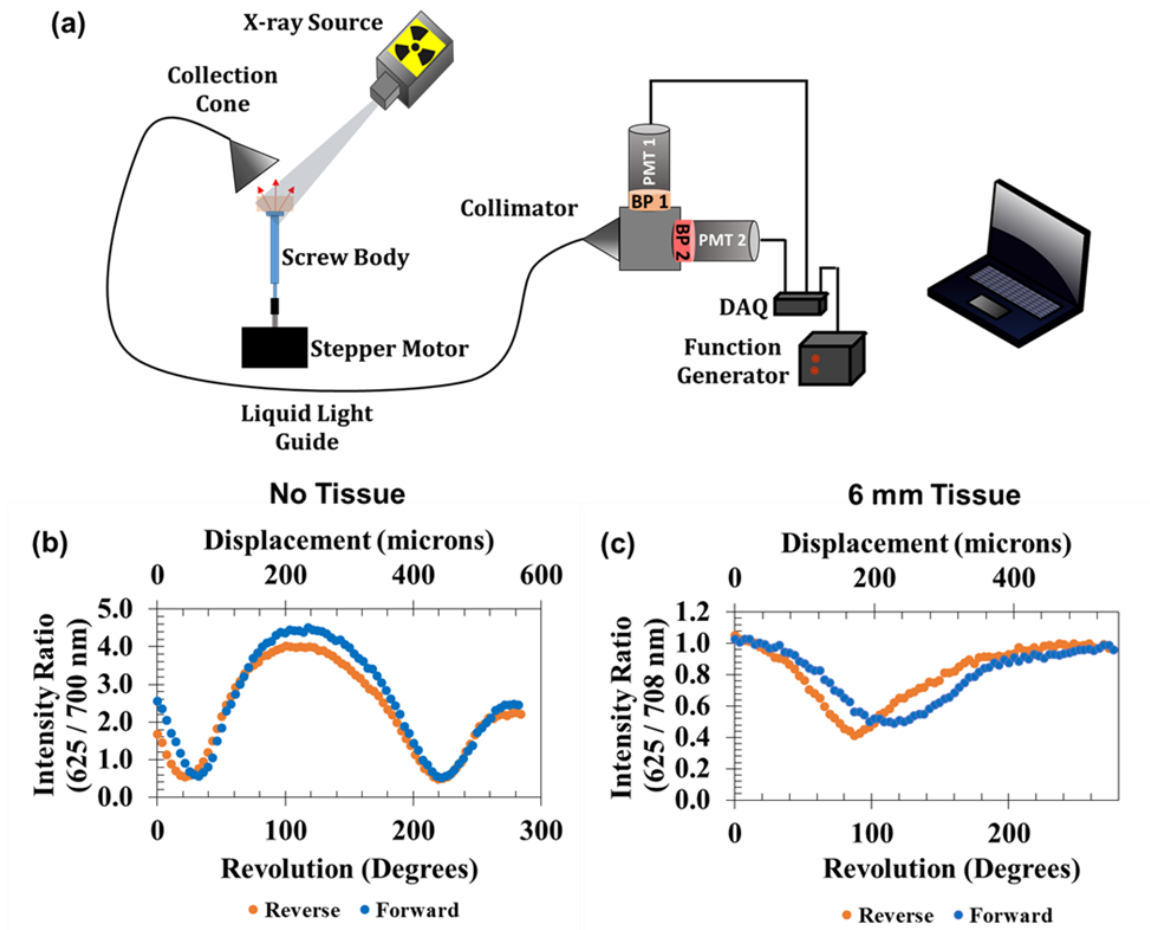 (a)
X-ray Source
Collection
Cone
Collimator
PMT 1
BP 1
BP 2
PMT 2
Screw Body
DAQ
Stepper Motor
Function
Generator
Liquid Light
Guide
No Tissue
6 mm Tissue
(b)
Displacement (microns)
0 200 400 600
Intensity Ratio
(625 / 700 nm)
5.0
4.0
3.0
2.0
1.0
0.0
0 100 200 300
Revolution (Degrees)
Reverse Forward
(c)
Displacement (microns)
0 200 400
Intensity Ratio
(625 / 708 nm)
1.2
1.0
0.8
0.6
0.4
0.2
0.0
0 100 200
Revolution (Degrees)
Reverse Forward